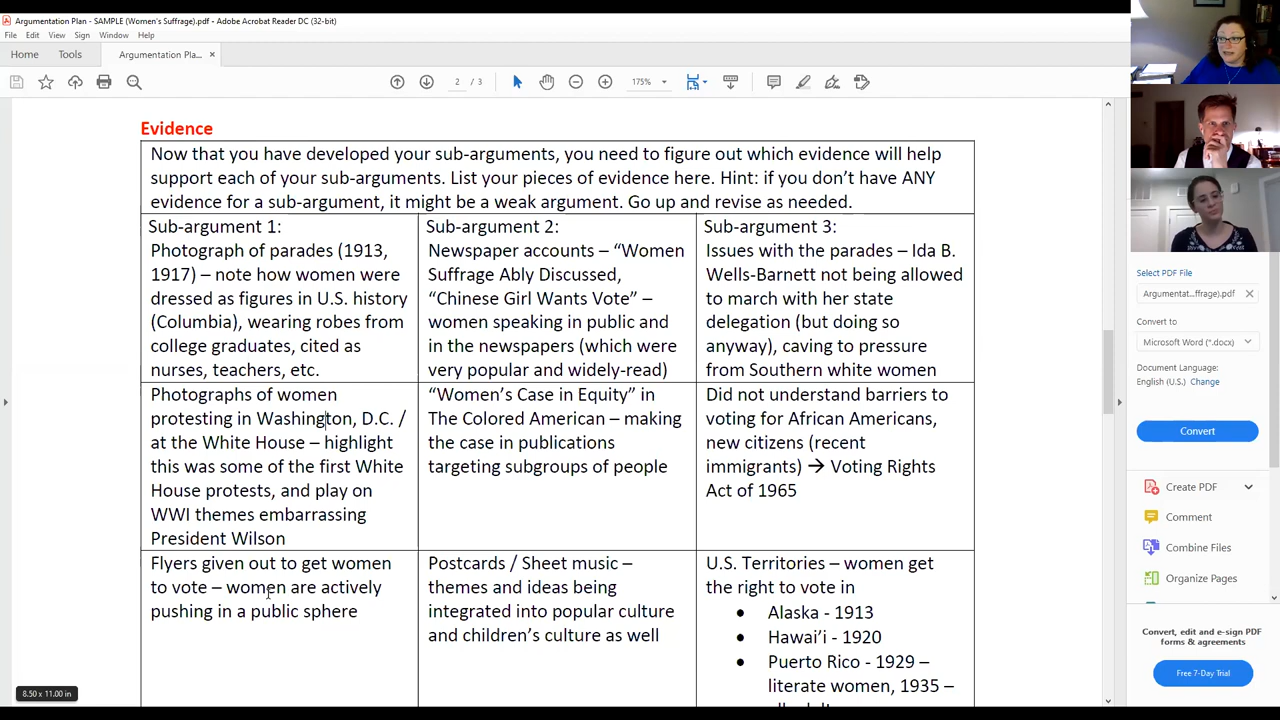 Argumentation Plan - SAMPLE (Women's Suffrage).pdf - Adobe Acrobat Reader DC (32-bit)
File Edit View Sign Window Help
Home Tools Argumentation Plan... ×
2 / 3 175%
Evidence
Now that you have developed your sub-arguments, you need to figure out which evidence will help
support each of your sub-arguments. List your pieces of evidence here. Hint: if you don't have ANY
evidence for a sub-argument, it might be a weak argument. Go up and revise as needed.
Sub-argument 1:
Photograph of parades (1913,
1917) – note how women were
dressed as figures in U.S. history
(Columbia), wearing robes from
college graduates, cited as
nurses, teachers, etc.
Sub-argument 2:
Newspaper accounts – “Women
Suffrage Ably Discussed,
“Chinese Girl Wants Vote” –
women speaking in public and
in the newspapers (which were
very popular and widely-read)
Sub-argument 3:
Issues with the parades – Ida B.
Wells-Barnett not being allowed
to march with her state
delegation (but doing so
anyway), caving to pressure
from Southern white women
Photographs of women
protesting in Washington, D.C. /
at the White House – highlight
this was some of the first White
House protests, and play on
WWI themes embarrassing
President Wilson
“Women's Case in Equity” in
The Colored American – making
the case in publications
targeting subgroups of people
Did not understand barriers to
voting for African Americans,
new citizens (recent
immigrants) → Voting Rights
Act of 1965
Flyers given out to get women
to vote – women are actively
pushing in a public sphere
Postcards / Sheet music –
themes and ideas being
integrated into popular culture
and children's culture as well
U.S. Territories – women get
the right to vote in
• Alaska - 1913
• Hawai'i - 1920
• Puerto Rico - 1929 –
literate women, 1935 –
8.50 x 11.00 in
Select PDF File
Argumentat...ffrage).pdf ×
Convert to
Microsoft Word (*.docx)
Document Language:
English (U.S.) Change
Convert
Create PDF
Comment
Combine Files
Organize Pages
Convert, edit and e-sign PDF
forms & agreements
Free 7-Day Trial